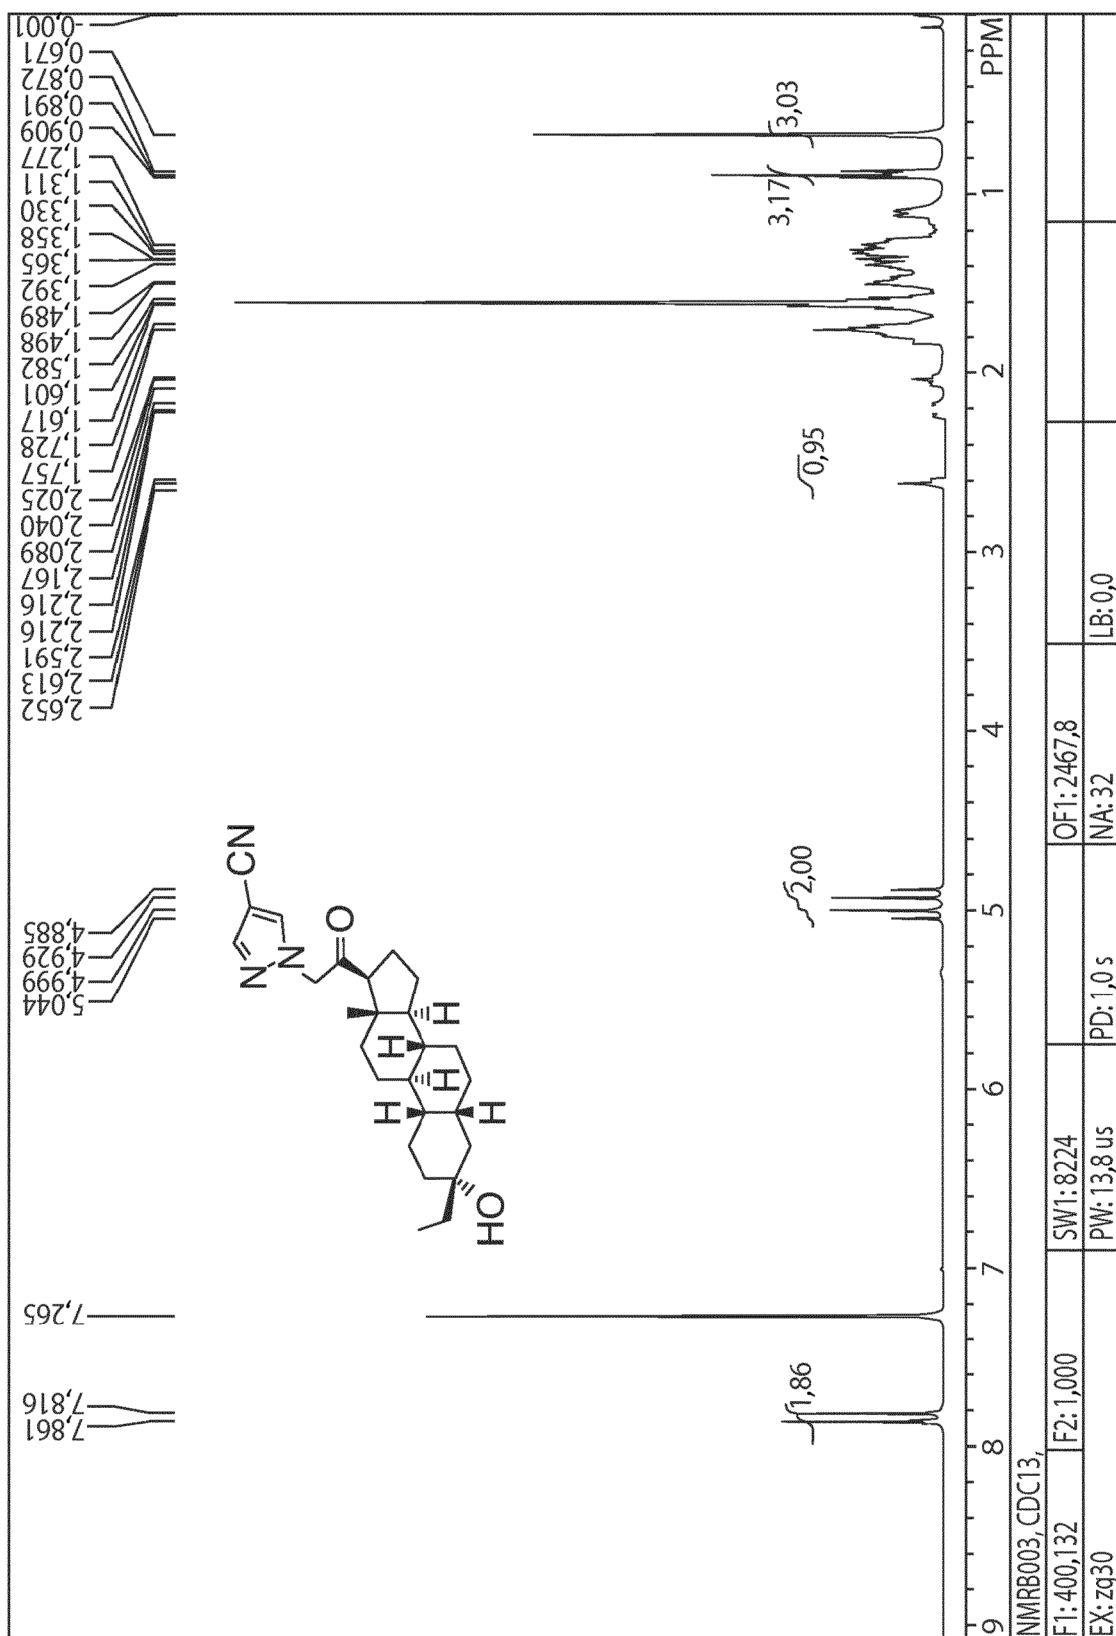 7,861
7,816
7,265
5,044
4,999
4,929
4,885
2,652
2,613
2,591
2,216
2,216
2,167
2,089
2,040
2,025
1,757
1,728
1,617
1,601
1,582
1,498
1,489
1,392
1,365
1,358
1,330
1,311
1,277
0,909
0,891
0,872
0,671
-0,001
CN
N
N
O
H
H
H
H
H
HO
1,86
2,00
0,95
3,17
3,03
9 8 7 6 5 4 3 2 1 PPM
NMRB003, CDC13,
F1: 400,132 F2: 1,000 SW1: 8224 OF1: 2467,8
EX: zq30 PW: 13,8 us PD: 1,0 s NA: 32 LB: 0,0